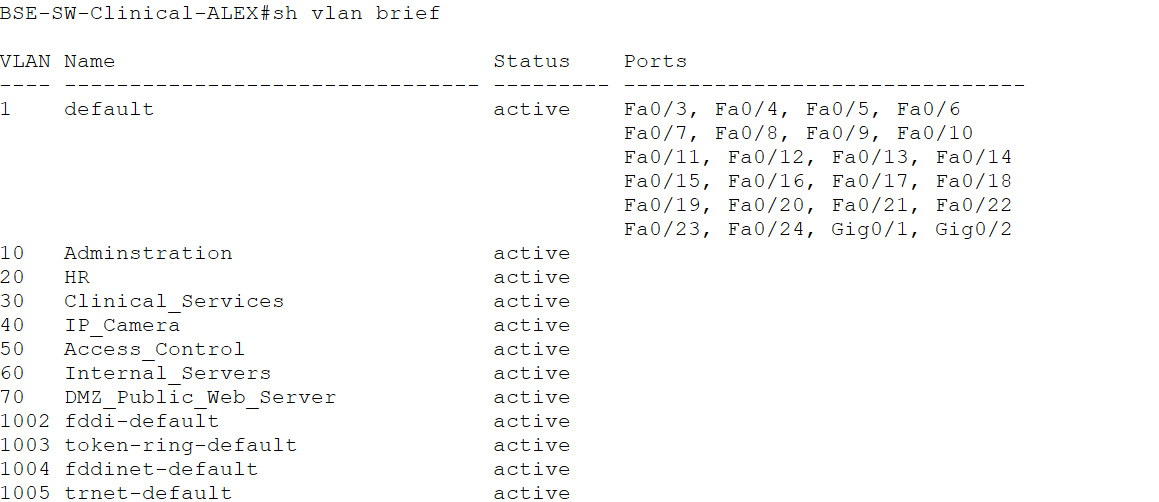 BSE-SW-Clinical-ALEX#sh vlan brief
VLAN Name                             Status    Ports
---- -------------------------------- --------- -------------------------------
1    default                          active    Fa0/3, Fa0/4, Fa0/5, Fa0/6
                                                Fa0/7, Fa0/8, Fa0/9, Fa0/10
                                                Fa0/11, Fa0/12, Fa0/13, Fa0/14
                                                Fa0/15, Fa0/16, Fa0/17, Fa0/18
                                                Fa0/19, Fa0/20, Fa0/21, Fa0/22
                                                Fa0/23, Fa0/24, Gig0/1, Gig0/2
10   Adminstration                    active
20   HR                               active
30   Clinical_Services                active
40   IP_Camera                        active
50   Access_Control                   active
60   Internal_Servers                 active
70   DMZ_Public_Web_Server            active
1002 fddi-default                     active
1003 token-ring-default               active
1004 fddinet-default                  active
1005 trnet-default                    active